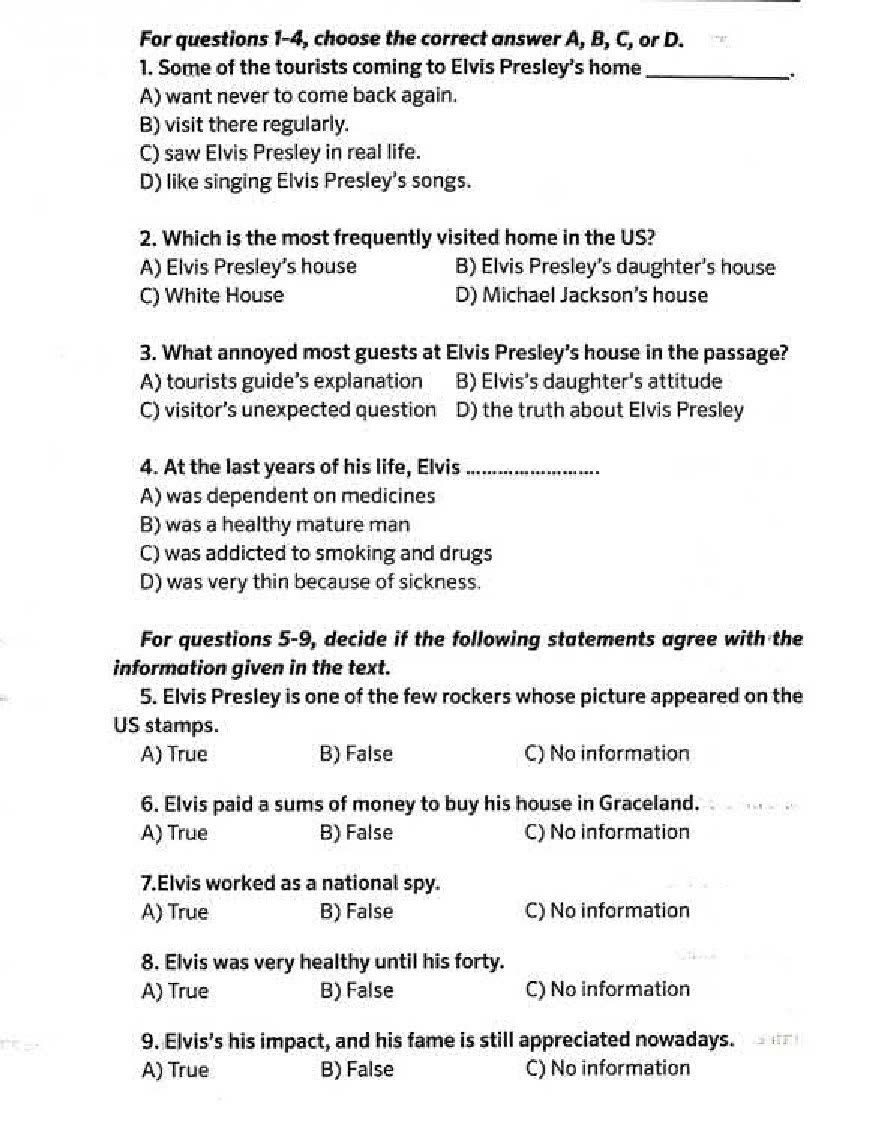 For questions 1-4, choose the correct answer A, B, C, or D.
1. Some of the tourists coming to Elvis Presley's home ____________.
A) want never to come back again.
B) visit there regularly.
C) saw Elvis Presley in real life.
D) like singing Elvis Presley's songs.
2. Which is the most frequently visited home in the US?
A) Elvis Presley's house B) Elvis Presley's daughter's house
C) White House D) Michael Jackson's house
3. What annoyed most guests at Elvis Presley's house in the passage?
A) tourists guide's explanation B) Elvis's daughter's attitude
C) visitor's unexpected question D) the truth about Elvis Presley
4. At the last years of his life, Elvis ..........................
A) was dependent on medicines
B) was a healthy mature man
C) was addicted to smoking and drugs
D) was very thin because of sickness.
For questions 5-9, decide if the following statements agree with the
information given in the text.
5. Elvis Presley is one of the few rockers whose picture appeared on the
US stamps.
A) True B) False C) No information
6. Elvis paid a sums of money to buy his house in Graceland.
A) True B) False C) No information
7.Elvis worked as a national spy.
A) True B) False C) No information
8. Elvis was very healthy until his forty.
A) True B) False C) No information
9. Elvis's his impact, and his fame is still appreciated nowadays.
A) True B) False C) No information